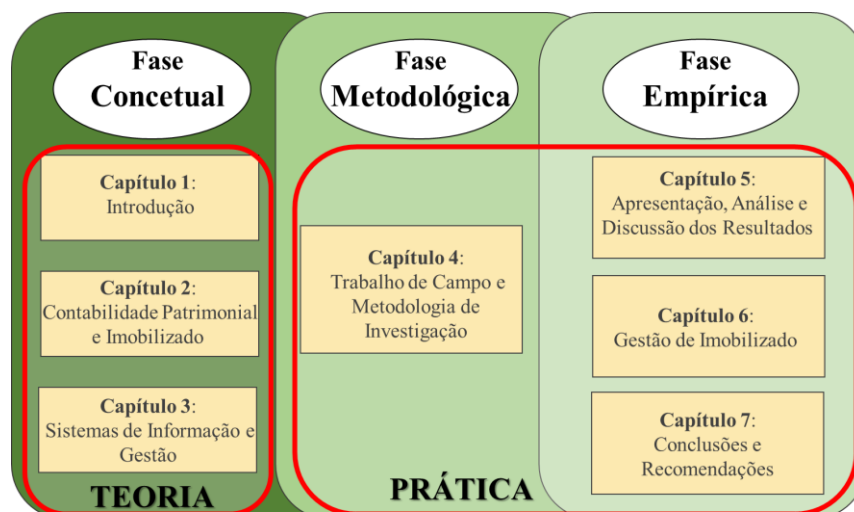 Fase
Concetual
Fase
Metodológica
Fase
Empírica
Capítulo 1:
Introdução
Capítulo 2:
Contabilidade Patrimonial
e Imobilizado
Capítulo 3:
Sistemas de Informação e
Gestão
TEORIA
Capítulo 4:
Trabalho de Campo e
Metodologia de
Investigação
Capítulo 5:
Apresentação, Análise e
Discussão dos Resultados
Capítulo 6:
Gestão de Imobilizado
Capítulo 7:
Conclusões e
Recomendações
PRÁTICA